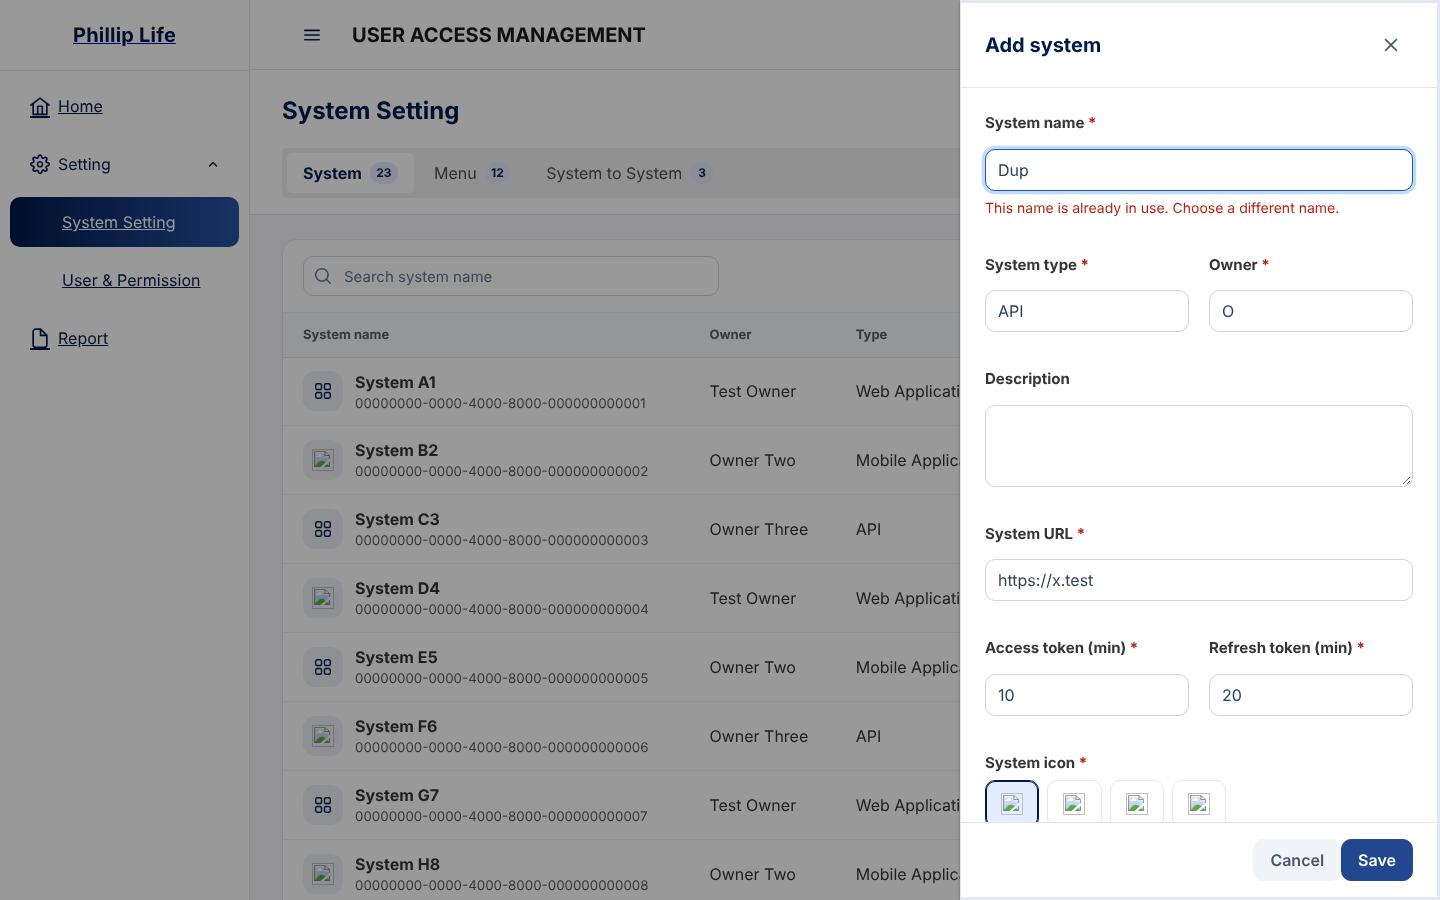 Phillip Life
USER ACCESS MANAGEMENT
Home
Setting
System Setting
User & Permission
Report
System Setting
System 23
Menu 12
System to System 3
Search system name
System name Owner Type
System A1
00000000-0000-4000-8000-000000000001
Test Owner
Web Applicati
System B2
00000000-0000-4000-8000-000000000002
Owner Two
Mobile Applic
System C3
00000000-0000-4000-8000-000000000003
Owner Three
API
System D4
00000000-0000-4000-8000-000000000004
Test Owner
Web Applicati
System E5
00000000-0000-4000-8000-000000000005
Owner Two
Mobile Applic
System F6
00000000-0000-4000-8000-000000000006
Owner Three
API
System G7
00000000-0000-4000-8000-000000000007
Test Owner
Web Applicati
System H8
00000000-0000-4000-8000-000000000008
Owner Two
Mobile Applic
Add system
System name *
Dup
This name is already in use. Choose a different name.
System type * Owner *
API O
Description
System URL *
https://x.test
Access token (min) * Refresh token (min) *
10 20
System icon *
Cancel Save